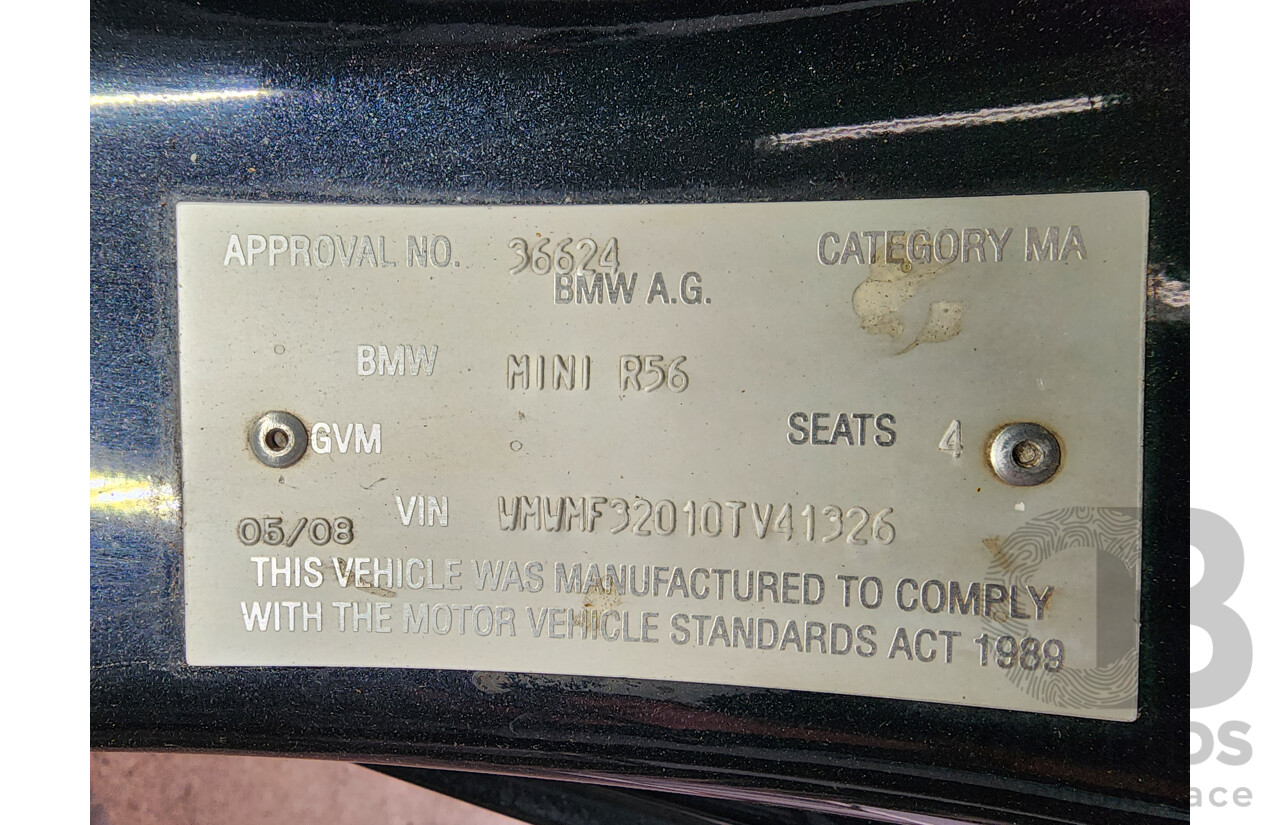 APPROVAL NO. 36624 CATEGORY MA
BMW A.G.
BMW MINI R56
GVM SEATS 4
05/08 VIN WMWMF32010TV41326
THIS VEHICLE WAS MANUFACTURED TO COMPLY
WITH THE MOTOR VEHICLE STANDARDS ACT 1989